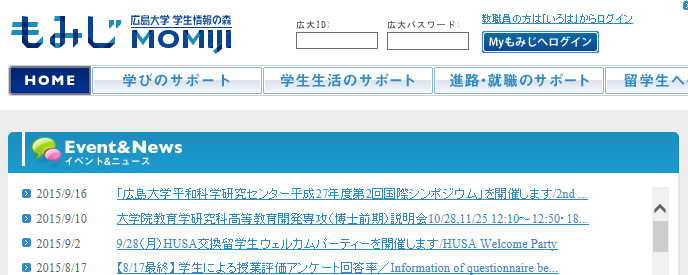 もみじ 広島大学 学生情報の森 MOMIJI
広大ID: 広大パスワード: 教職員の方は「いろは」からログイン
Myもみじへログイン
HOME 学びのサポート 学生生活のサポート 進路・就職のサポート 留学生へ
Event&News
イベント&ニュース
2015/9/16 「広島大学平和科学研究センター平成27年度第2回国際シンポジウム」を開催します/2nd ...
2015/9/10 大学院教育学研究科高等教育開発専攻（博士前期）説明会10/28,11/25 12:10～12:50・18...
2015/9/2 9/28（月）HUSA交換留学生ウェルカムパーティーを開催します/HUSA Welcome Party
2015/8/17 【8/17最終】 学生による授業評価アンケート回答率／Information of questionnaire be...